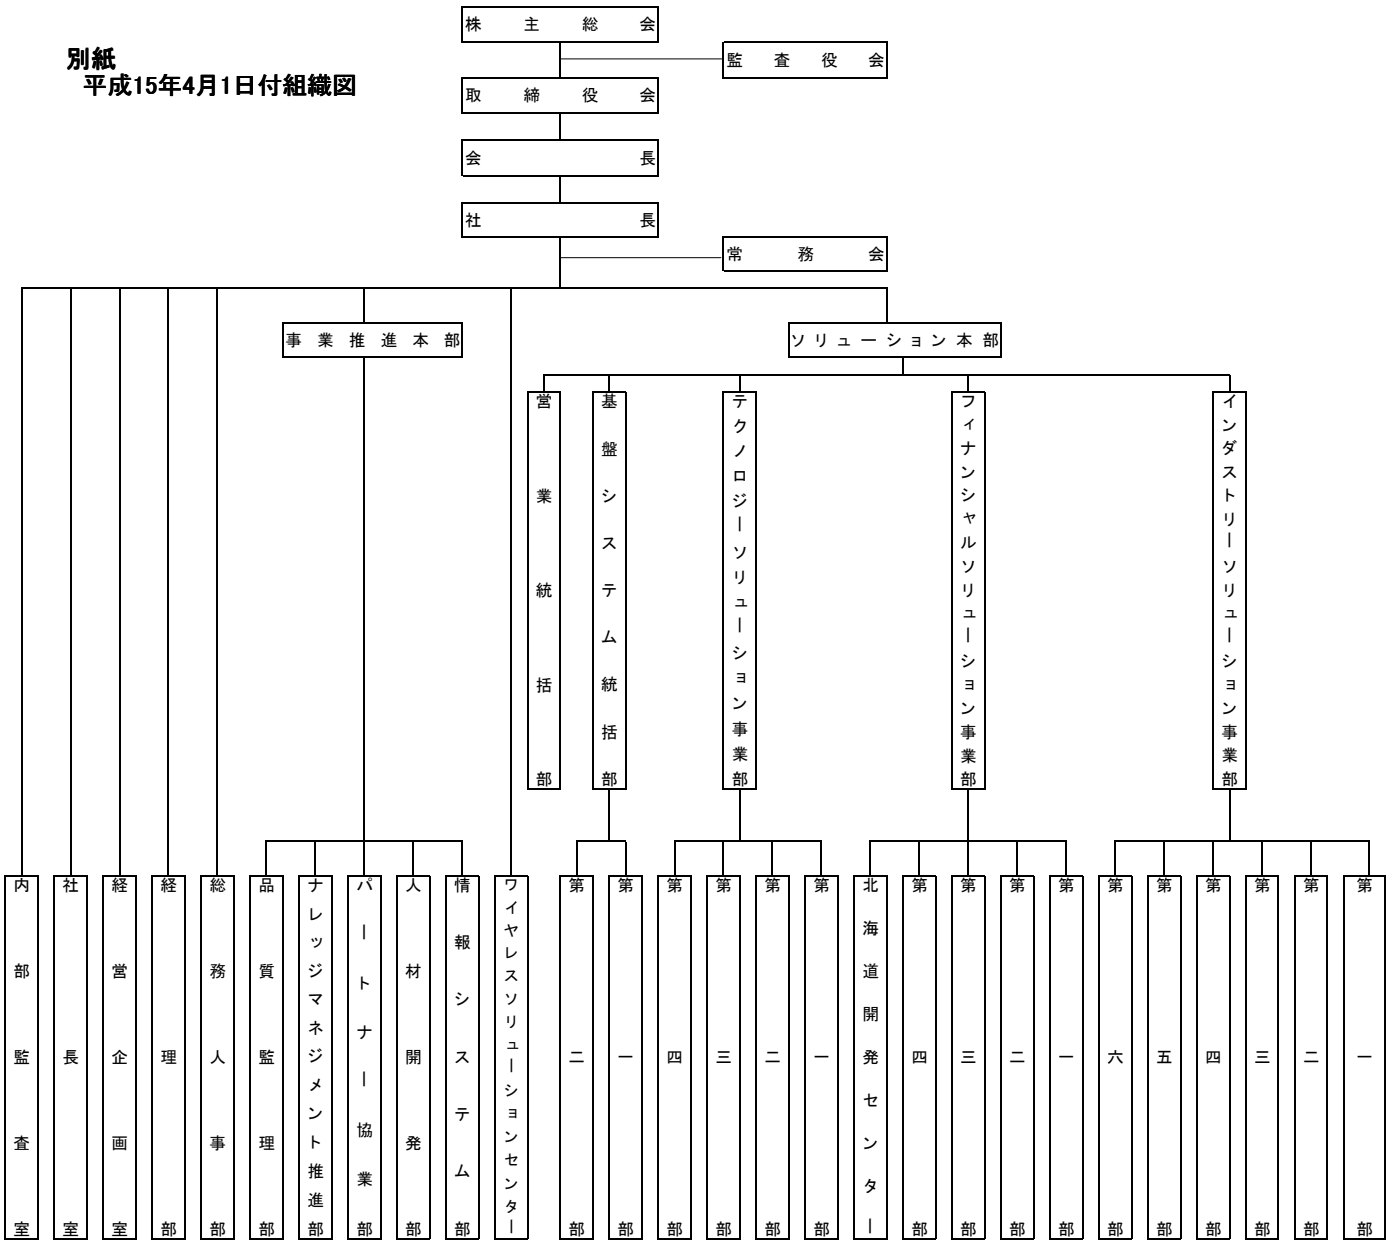 株主総会
別紙
監査役会
平成15年4月1日付組織図
取締役会
会長
社長
常務会
事業推進本部
ソリューション本部
営業統括部
基盤システム統括部
テクノロジーソリューション事業部
フィナンシャルソリューション事業部
インダストリーソリューション事業部
内部監査室
社長室
経営企画室
経理部
総務人事部
品質監理部
ナレッジマネジメント推進部
パートナー協業部
人材開発部
情報システム部
ワイヤレスソリューションセンター
第二部
第一部
第四部
第三部
第二部
第一部
北海道開発センター
第四部
第三部
第二部
第一部
第六部
第五部
第四部
第三部
第二部
第一部